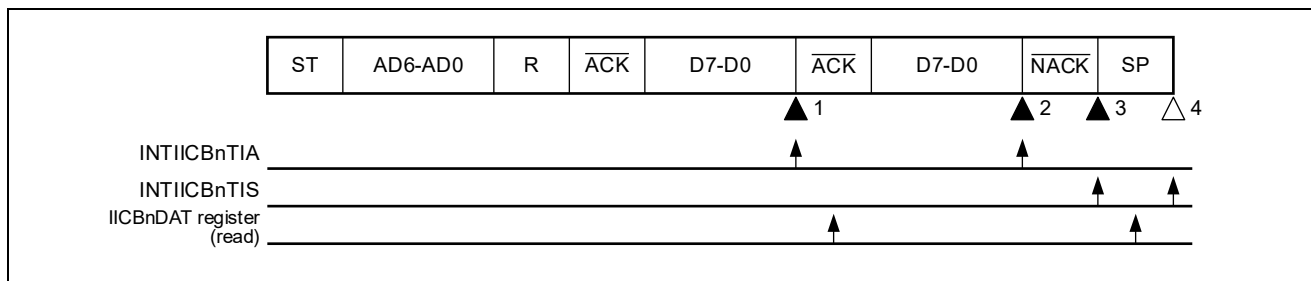 ST AD6-AD0 R ACK D7-D0 ACK D7-D0 NACK SP
1 2 3 4
INTIICBnTIA
INTIICBnTIS
IICBnDAT register
(read)